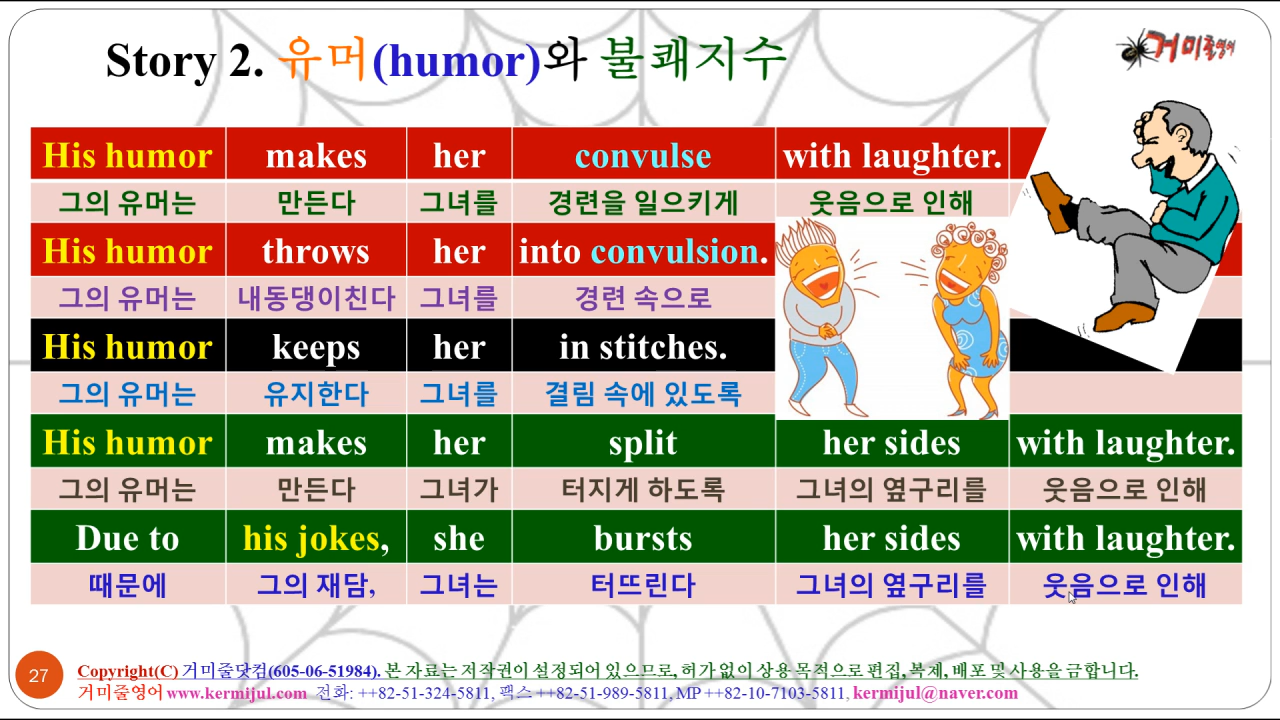 Story 2. 유머(humor)와 불쾌지수
거미줄영어
His humor makes her convulse with laughter.
그의 유머는 만든다 그녀를 경련을 일으키게 웃음으로 인해
His humor throws her into convulsion.
그의 유머는 내동댕이친다 그녀를 경련 속으로
His humor keeps her in stitches.
그의 유머는 유지한다 그녀를 결림 속에 있도록
His humor makes her split her sides with laughter.
그의 유머는 만든다 그녀가 터지게 하도록 그녀의 옆구리를 웃음으로 인해
Due to his jokes, she bursts her sides with laughter.
때문에 그의 재담, 그녀는 터뜨린다 그녀의 옆구리를 웃음으로 인해
27
Copyright(C) 거미줄닷컴(605-06-51984). 본 자료는 저작권이 설정되어 있으므로, 허가 없이 상용 목적으로 편집, 복제, 배포 및 사용을 금합니다.
거미줄영어 www.kermijul.com 전화: ++82-51-324-5811, 팩스 ++82-51-989-5811, MP ++82-10-7103-5811, kermijul@naver.com